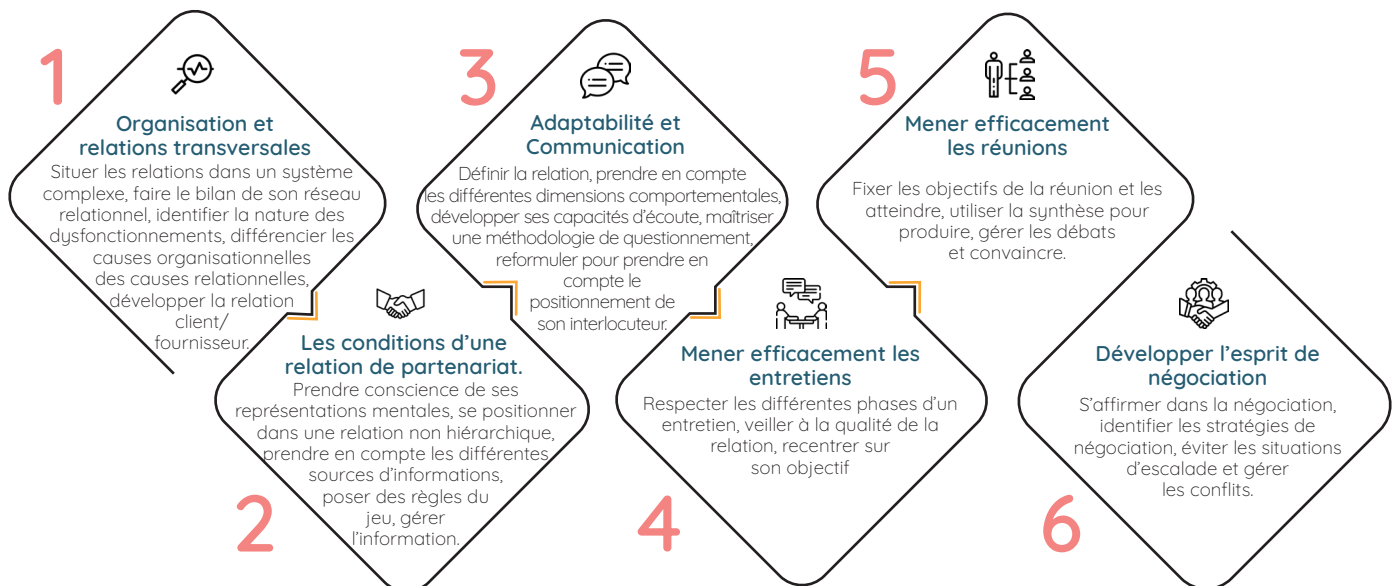 1
Organisation et
relations transversales
Situer les relations dans un système
complexe, faire le bilan de son réseau
relationnel, identifier la nature des
dysfonctionnements, différencier les
causes organisationnelles
des causes relationnelles,
développer la relation
client/
fournisseur.
2
Les conditions d’une
relation de partenariat.
Prendre conscience de ses
représentations mentales, se positionner
dans une relation non hiérarchique,
prendre en compte les différentes
sources d’informations,
poser des règles du
jeu, gérer
l’information.
3
Adaptabilité et
Communication
Définir la relation, prendre en compte
les différentes dimensions comportementales,
développer ses capacités d’écoute, maîtriser
une méthodologie de questionnement,
reformuler pour prendre en
compte le
positionnement de
son interlocuteur.
4
Mener efficacement les
entretiens
Respecter les différentes phases d’un
entretien, veiller à la qualité de la
relation, recentrer sur
son objectif
5
Mener efficacement
les réunions
Fixer les objectifs de la réunion et les
atteindre, utiliser la synthèse pour
produire, gérer les débats
et convaincre.
6
Développer l’esprit de
négociation
S’affirmer dans la négociation,
identifier les stratégies de
négociation, éviter les situations
d’escalade et gérer
les conflits.